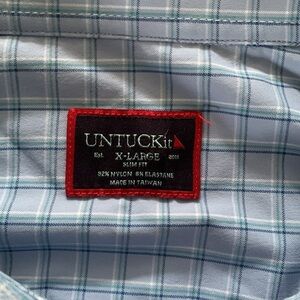 UNTUCKit
Est. X-LARGE 2011
SLIM FIT
92% NYLON 8% ELASTANE
MADE IN TAIWAN